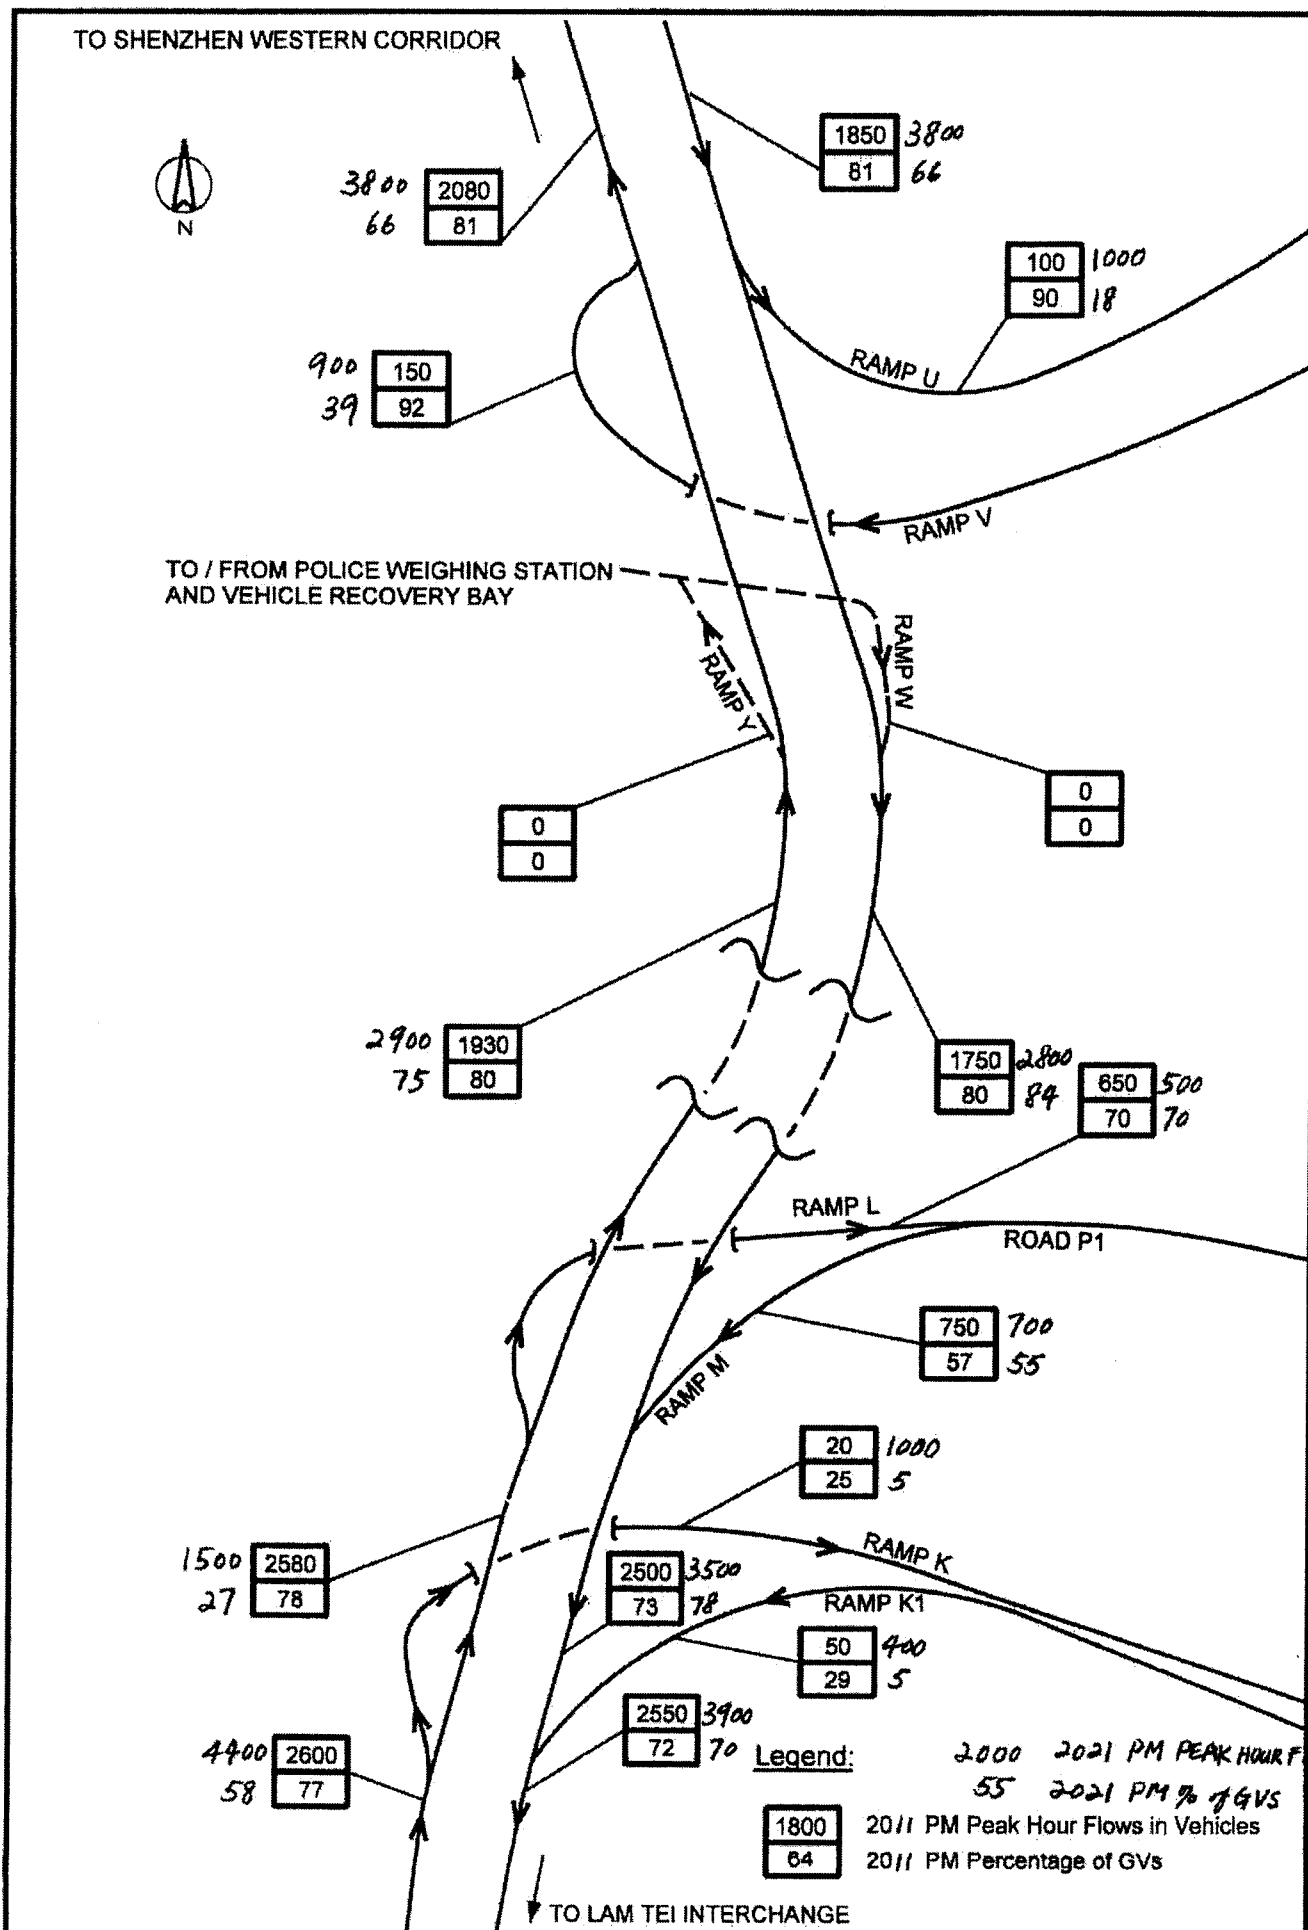 TO SHENZHEN WESTERN CORRIDOR
N
1850 3800
81 66
3800 2080
66 81
100 1000
90 18
RAMP U
900 150
39 92
RAMP V
TO / FROM POLICE WEIGHING STATION
AND VEHICLE RECOVERY BAY
RAMP W
RAMP Y
0
0
0
0
2900 1930
75 80
1750 2800
80 84
650 500
70 70
RAMP L
ROAD P1
750 700
57 55
RAMP M
20 1000
25 5
RAMP K
1500 2580
27 78
2500 3500
73 78
RAMP K1
50 400
29 5
2550 3900
72 70
4400 2600
58 77
Legend:
2000 2021 PM PEAK HOUR F
55 2021 PM % of GVS
1800 2011 PM Peak Hour Flows in Vehicles
64 2011 PM Percentage of GVs
TO LAM TEI INTERCHANGE